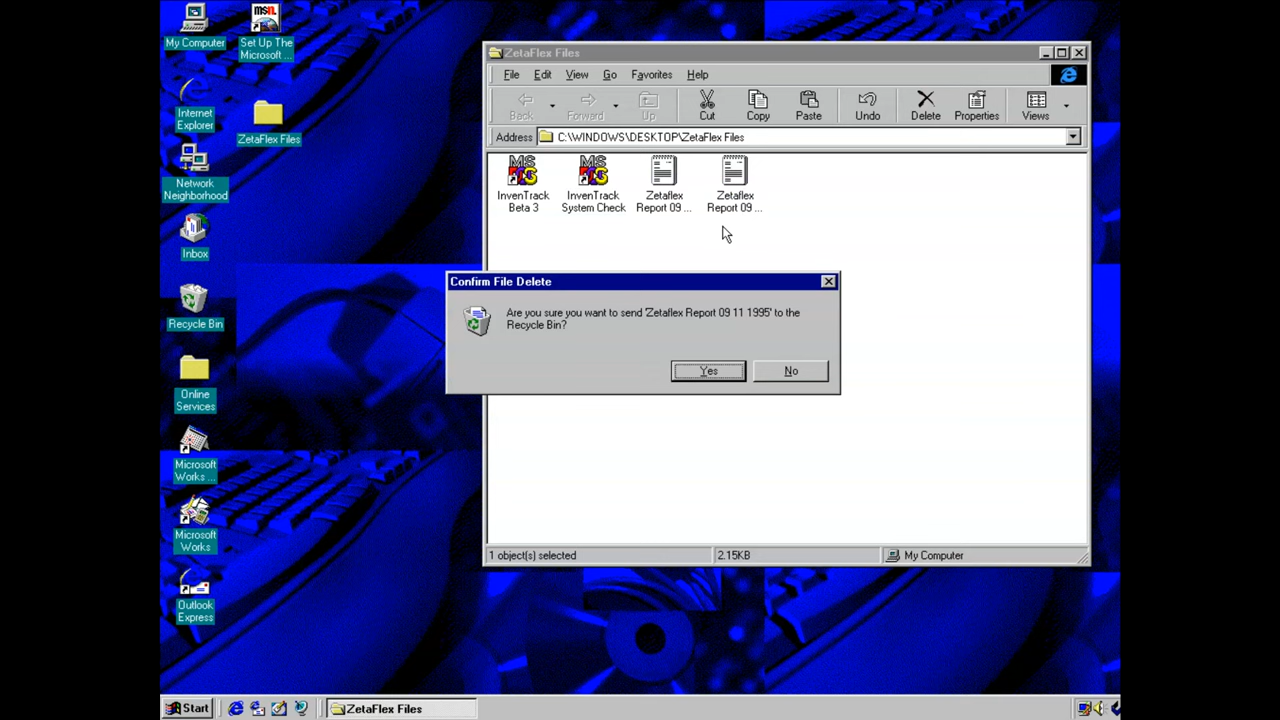 My Computer
Set Up The
Microsoft ...
msn.
Internet
Explorer
ZetaFlex Files
Network
Neighborhood
Inbox
Recycle Bin
Online
Services
Microsoft
Works ...
Microsoft
Works
Outlook
Express
ZetaFlex Files
File Edit View Go Favorites Help
Back Forward Up Cut Copy Paste Undo Delete Properties Views
Address C:\WINDOWS\DESKTOP\ZetaFlex Files
InvenTrack
Beta 3
InvenTrack
System Check
Zetaflex
Report 09 ...
Zetaflex
Report 09 ...
Confirm File Delete
Are you sure you want to send 'Zetaflex Report 09 11 1995' to the
Recycle Bin?
Yes No
1 object(s) selected 2.15KB My Computer
Start ZetaFlex Files